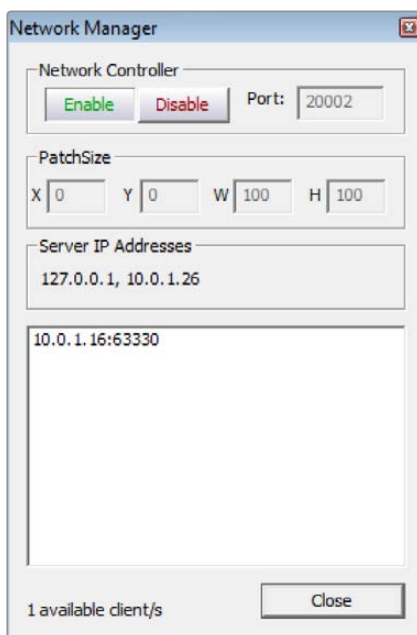 Network Manager
Network Controller
Enable Disable Port: 20002
PatchSize
X 0 Y 0 W 100 H 100
Server IP Addresses
127.0.0.1, 10.0.1.26
10.0.1.16:63330
1 available client/s Close